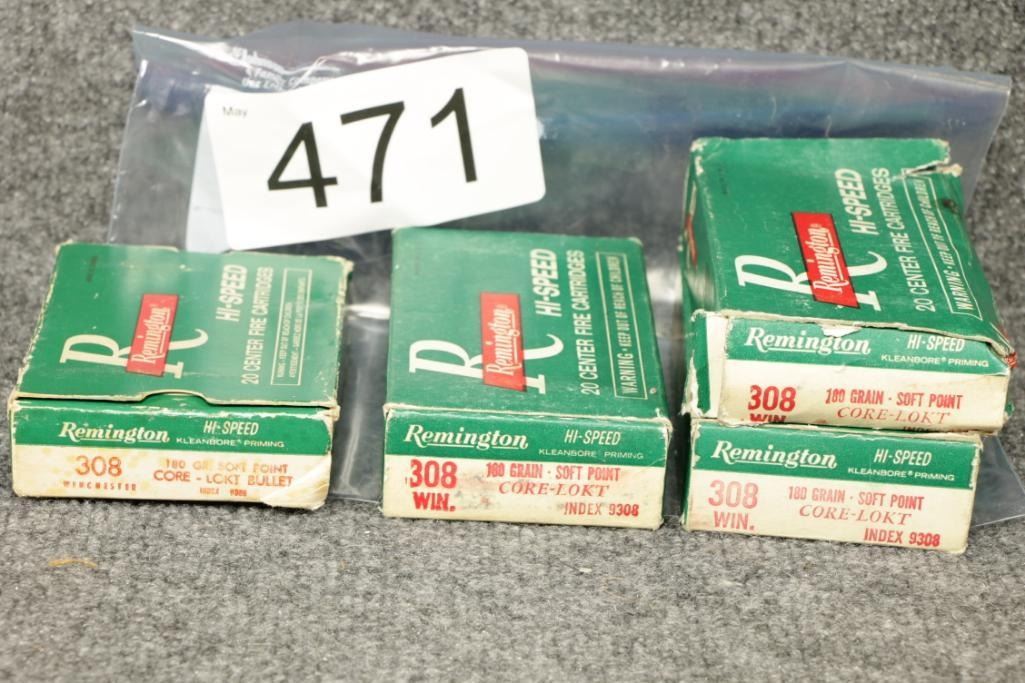 May
471
R
Remington
HI-SPEED
20 CENTER FIRE CARTRIDGES
Remington HI-SPEED
KLEANBORE® PRIMING
308 180 GR. SOFT POINT
WINCHESTER CORE - LOKT BULLET
R
Remington
HI-SPEED
20 CENTER FIRE CARTRIDGES
WARNING - KEEP OUT OF REACH OF CHILDREN
Remington HI-SPEED
KLEANBORE® PRIMING
308 180 GRAIN - SOFT POINT
WIN. CORE-LOKT
INDEX 9308
R
Remington
HI-SPEED
20 CENTER FIRE CARTRIDGES
WARNING - KEEP OUT OF REACH OF CHILDREN
Remington HI-SPEED
KLEANBORE® PRIMING
308 180 GRAIN - SOFT POINT
CORE-LOKT
Remington HI-SPEED
KLEANBORE® PRIMING
308 180 GRAIN - SOFT POINT
WIN. CORE-LOKT
INDEX 9308